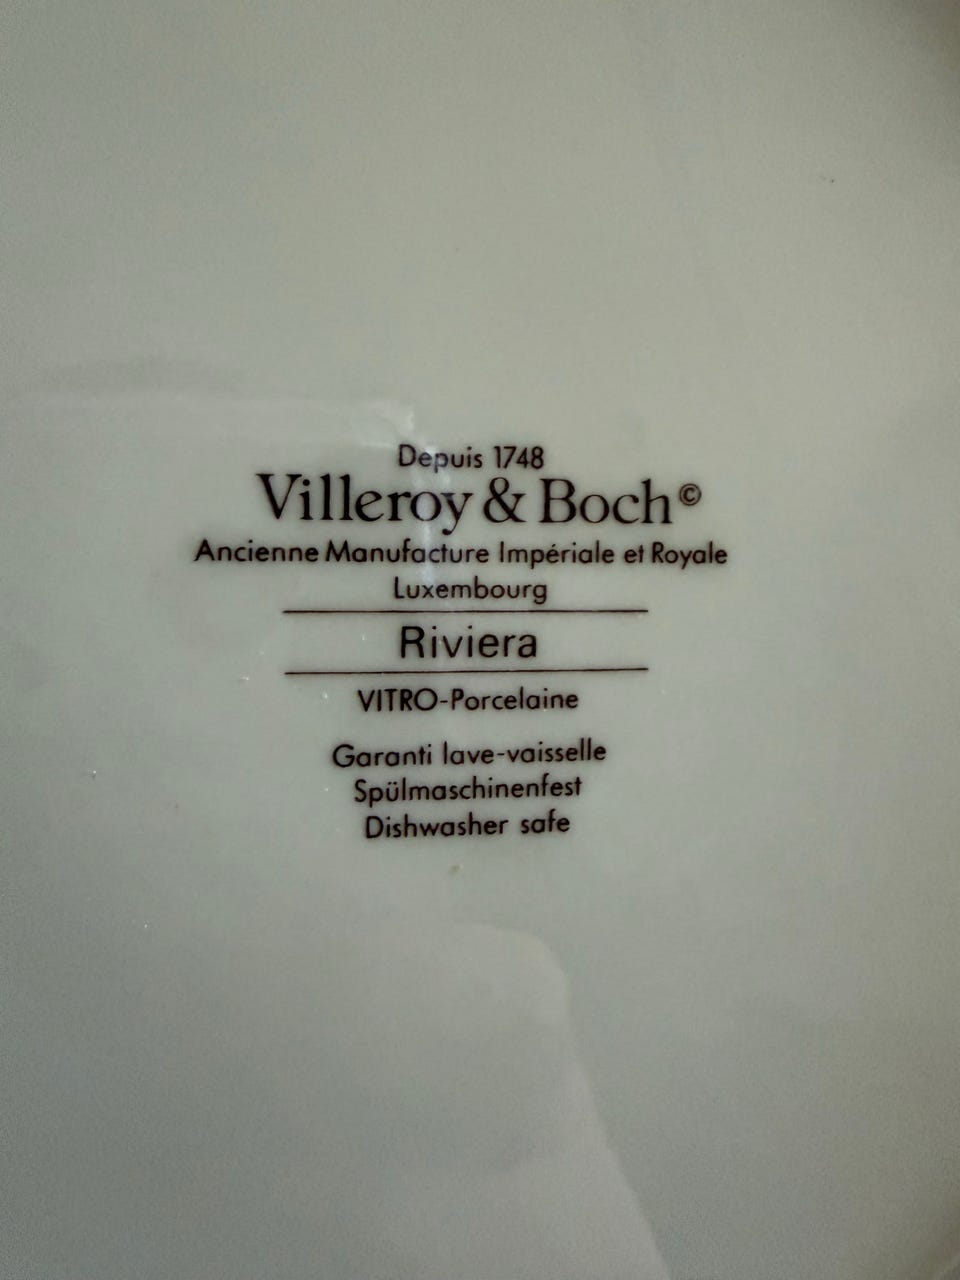 Depuis 1748
Villeroy & Boch©
Ancienne Manufacture Impériale et Royale
Luxembourg
Riviera
VITRO-Porcelaine
Garanti lave-vaisselle
Spülmaschinenfest
Dishwasher safe